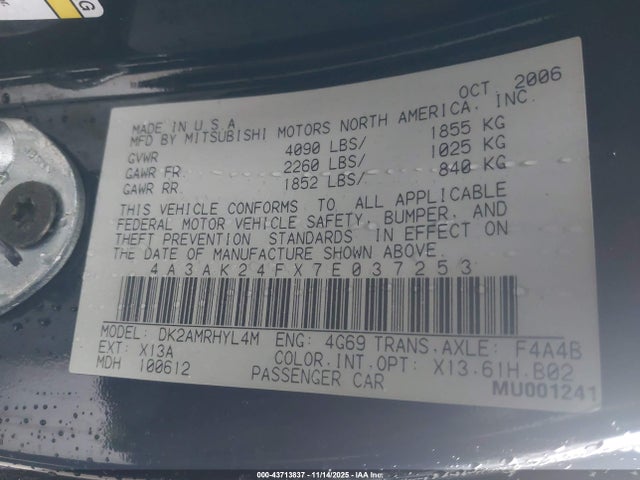 G
OCT. 2006
MADE IN U.S.A
MFD BY MITSUBISHI MOTORS NORTH AMERICA, INC.
GVWR 4090 LBS/ 1855 KG
GAWR FR. 2260 LBS/ 1025 KG
GAWR RR. 1852 LBS/ 840 KG
THIS VEHICLE CONFORMS TO ALL APPLICABLE
FEDERAL MOTOR VEHICLE SAFETY, BUMPER, AND
THEFT PREVENTION STANDARDS IN EFFECT ON
THE DATE OF MANUFACTURE SHOWN ABOVE.
4A3AK24FX7E037253
MODEL: DK2AMRHYL4M ENG: 4G69 TRANS.AXLE: F4A4B
EXT: X13A COLOR.INT.OPT: X13.61H.B02
MDH 100612 PASSENGER CAR
MU001241
000-43713837 - 11/14/2025 - IAA Inc.